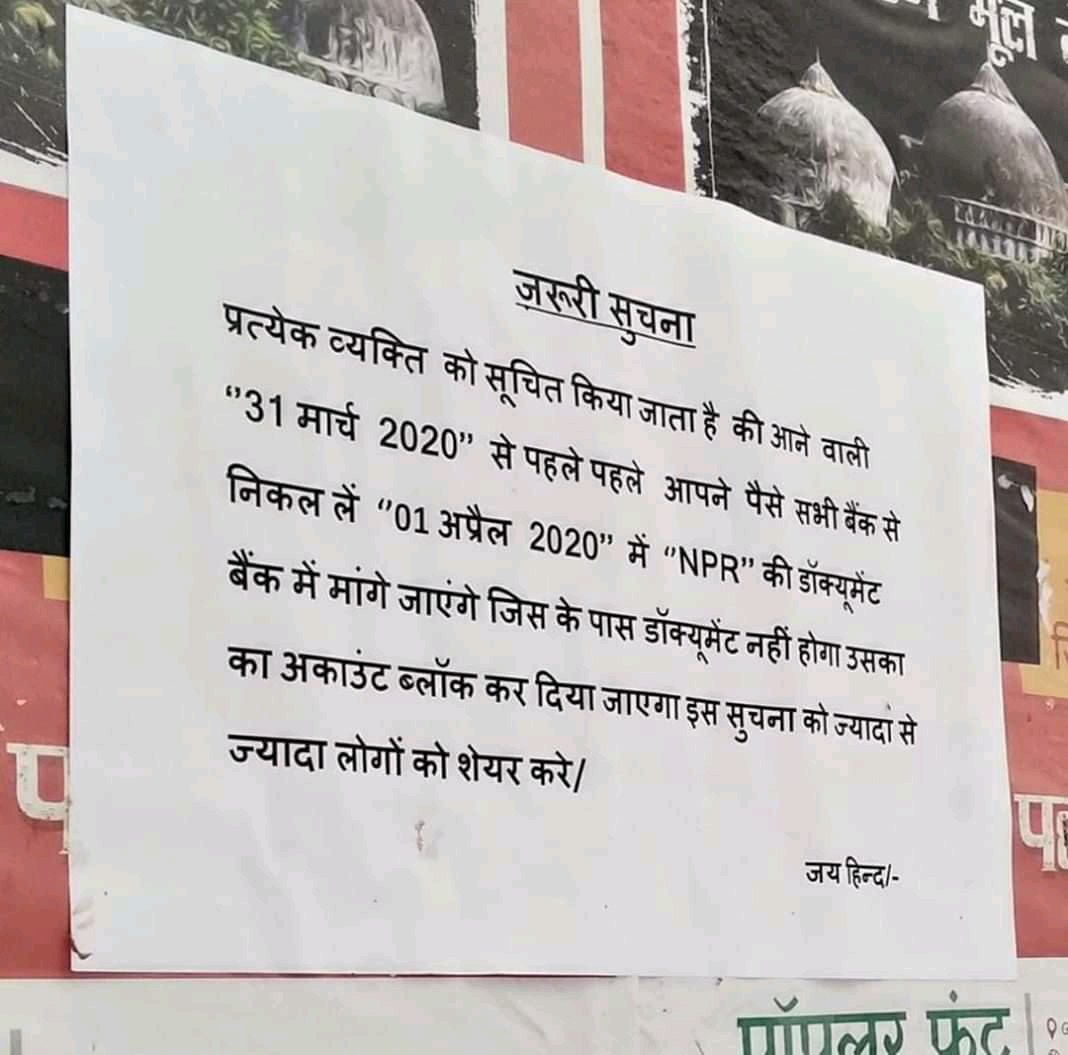 मूल
जरूरी सुचना
प्रत्येक व्यक्ति को सूचित किया जाता है की आने वाली
"31 मार्च 2020" से पहले पहले आपने पैसे सभी बैंक से
निकल लें "01 अप्रैल 2020" में "NPR" की डॉक्यूमेंट
बैंक में मांगे जाएंगे जिस के पास डॉक्यूमेंट नहीं होगा उसका
का अकाउंट ब्लॉक कर दिया जाएगा इस सुचना को ज्यादा से
ज्यादा लोगों को शेयर करे/
जय हिन्द/-
पॉपुलर फ्रंट